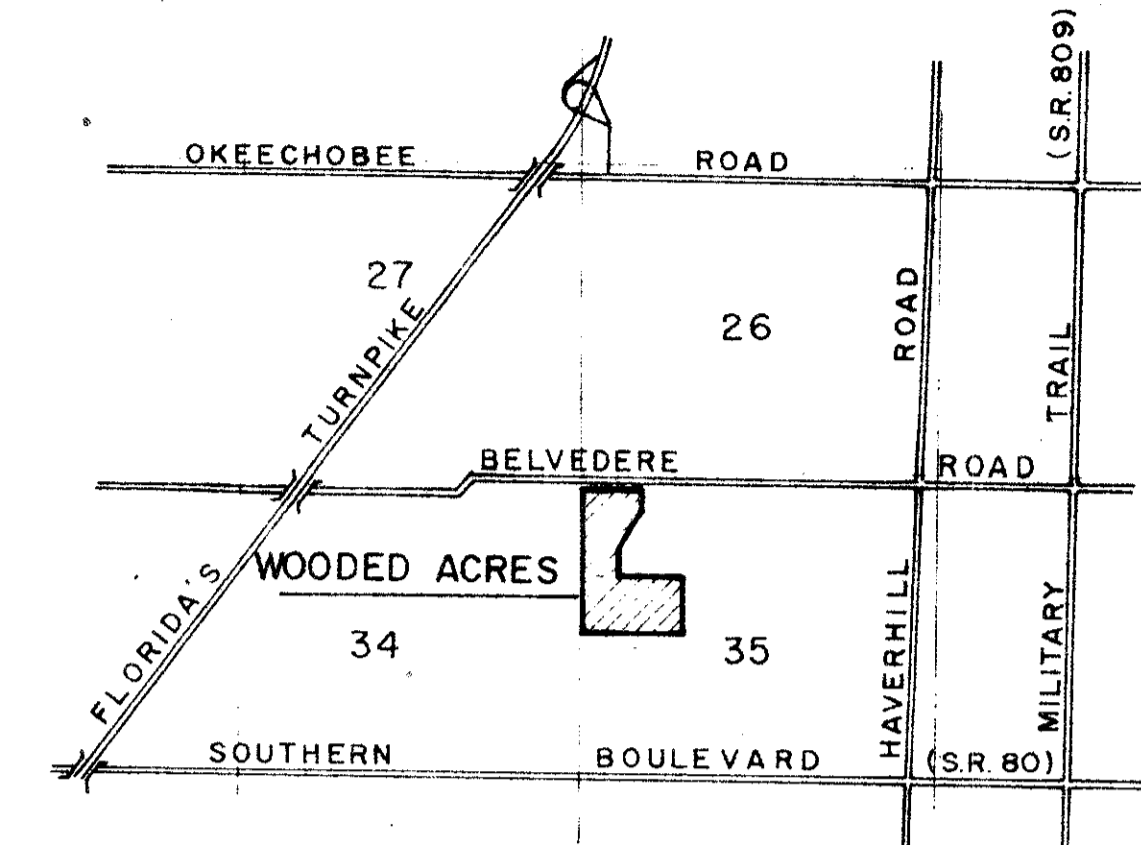 (S.R. 809)
OKEECHOBEE ROAD
27
26
FLORIDA'S TURNPIKE
HAVERHILL ROAD
MILITARY TRAIL
BELVEDERE ROAD
WOODED ACRES
34
35
SOUTHERN BOULEVARD (S.R. 80)